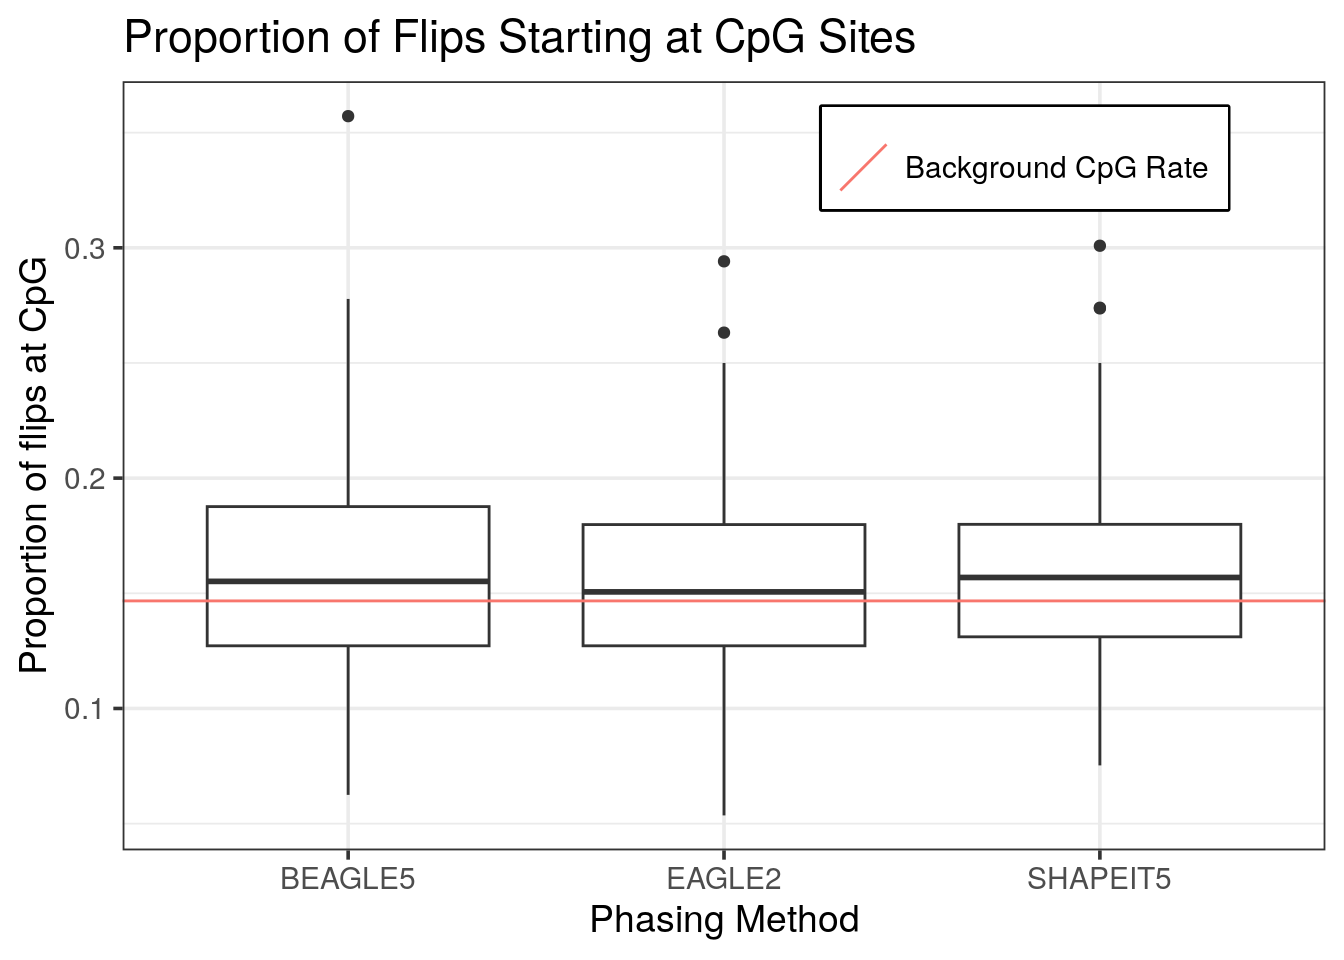 Proportion of Flips Starting at CpG Sites
Background CpG Rate
Proportion of flips at CpG
0.3
0.2
0.1
BEAGLE5 EAGLE2 SHAPEIT5
Phasing Method